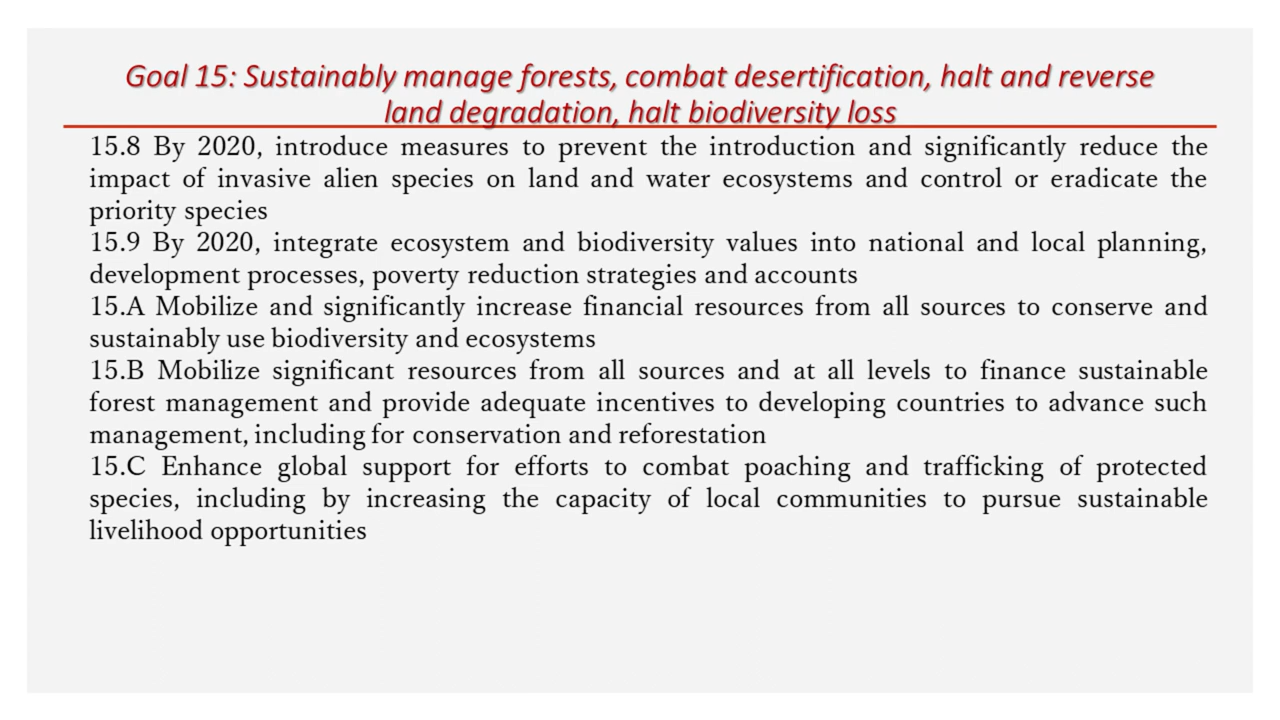 Goal 15: Sustainably manage forests, combat desertification, halt and reverse
land degradation, halt biodiversity loss
15.8 By 2020, introduce measures to prevent the introduction and significantly reduce the
impact of invasive alien species on land and water ecosystems and control or eradicate the
priority species
15.9 By 2020, integrate ecosystem and biodiversity values into national and local planning,
development processes, poverty reduction strategies and accounts
15.A Mobilize and significantly increase financial resources from all sources to conserve and
sustainably use biodiversity and ecosystems
15.B Mobilize significant resources from all sources and at all levels to finance sustainable
forest management and provide adequate incentives to developing countries to advance such
management, including for conservation and reforestation
15.C Enhance global support for efforts to combat poaching and trafficking of protected
species, including by increasing the capacity of local communities to pursue sustainable
livelihood opportunities